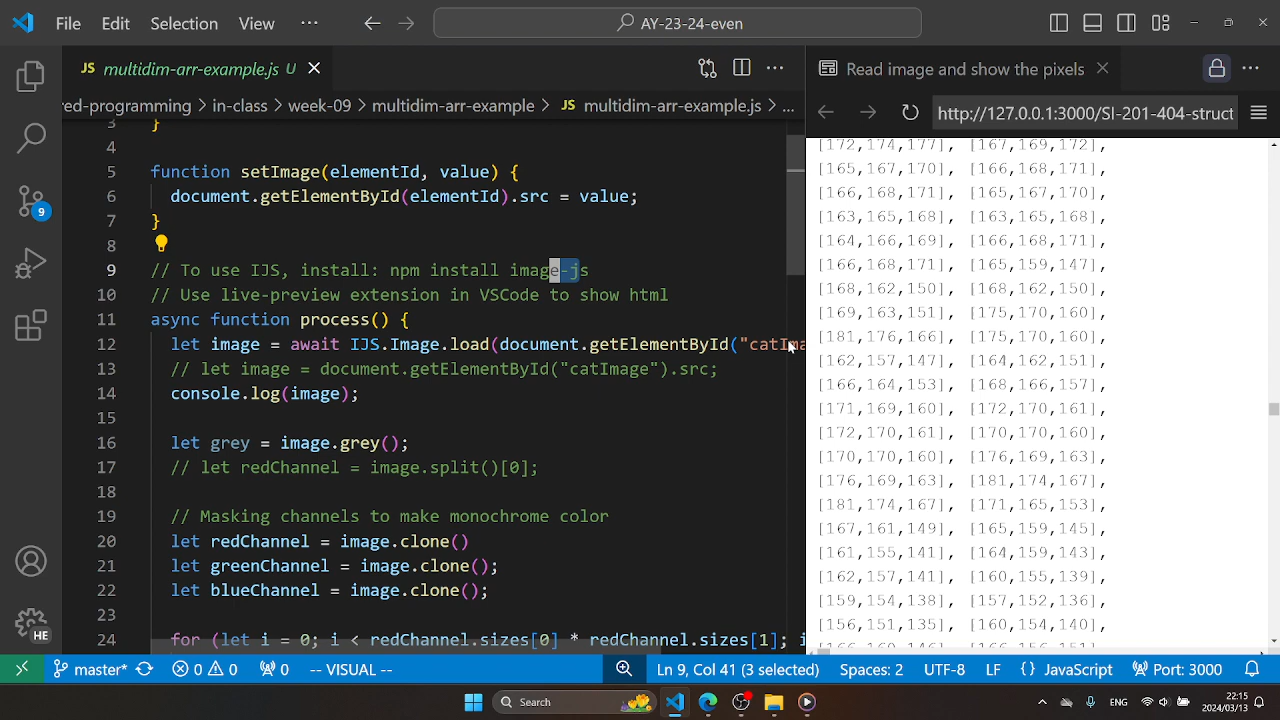 File Edit Selection View ··· AY-23-24-even
JS multidim-arr-example.js U
red-programming > in-class > week-09 > multidim-arr-example > JS multidim-arr-example.js > ...
3 }
4
5 function setImage(elementId, value) {
6 document.getElementById(elementId).src = value;
7 }
8
9 // To use IJS, install: npm install image-js
10 // Use live-preview extension in VSCode to show html
11 async function process() {
12 let image = await IJS.Image.load(document.getElementById("catIma
13 // let image = document.getElementById("catImage").src;
14 console.log(image);
15
16 let grey = image.grey();
17 // let redChannel = image.split()[0];
18
19 // Masking channels to make monochrome color
20 let redChannel = image.clone()
21 let greenChannel = image.clone();
22 let blueChannel = image.clone();
23
24 for (let i = 0; i < redChannel.sizes[0] * redChannel.sizes[1]; i
Read image and show the pixels
http://127.0.0.1:3000/SI-201-404-struct
[172,174,177], [167,169,172],
[165,167,170], [166,168,171],
[166,168,171], [165,167,170],
[163,165,168], [163,165,168],
[164,166,169], [166,168,171],
[166,168,171], [165,159,147],
[168,162,150], [168,162,150],
[169,163,151], [175,170,160],
[181,176,166], [175,170,160],
[162,157,147], [164,162,151],
[166,164,153], [168,166,157],
[171,169,160], [172,170,161],
[172,170,161], [170,170,160],
[170,170,160], [176,169,163],
[176,169,163], [181,174,167],
[181,174,167], [171,165,153],
[167,161,149], [165,159,145],
[161,155,141], [164,159,143],
[162,157,141], [160,155,139],
[159,154,138], [157,152,136],
[156,151,135], [160,154,140],
9
HE
master* 0 0 0 -- VISUAL -- Ln 9, Col 41 (3 selected) Spaces: 2 UTF-8 LF {} JavaScript Port: 3000
Search ENG 22:15
2024/03/13